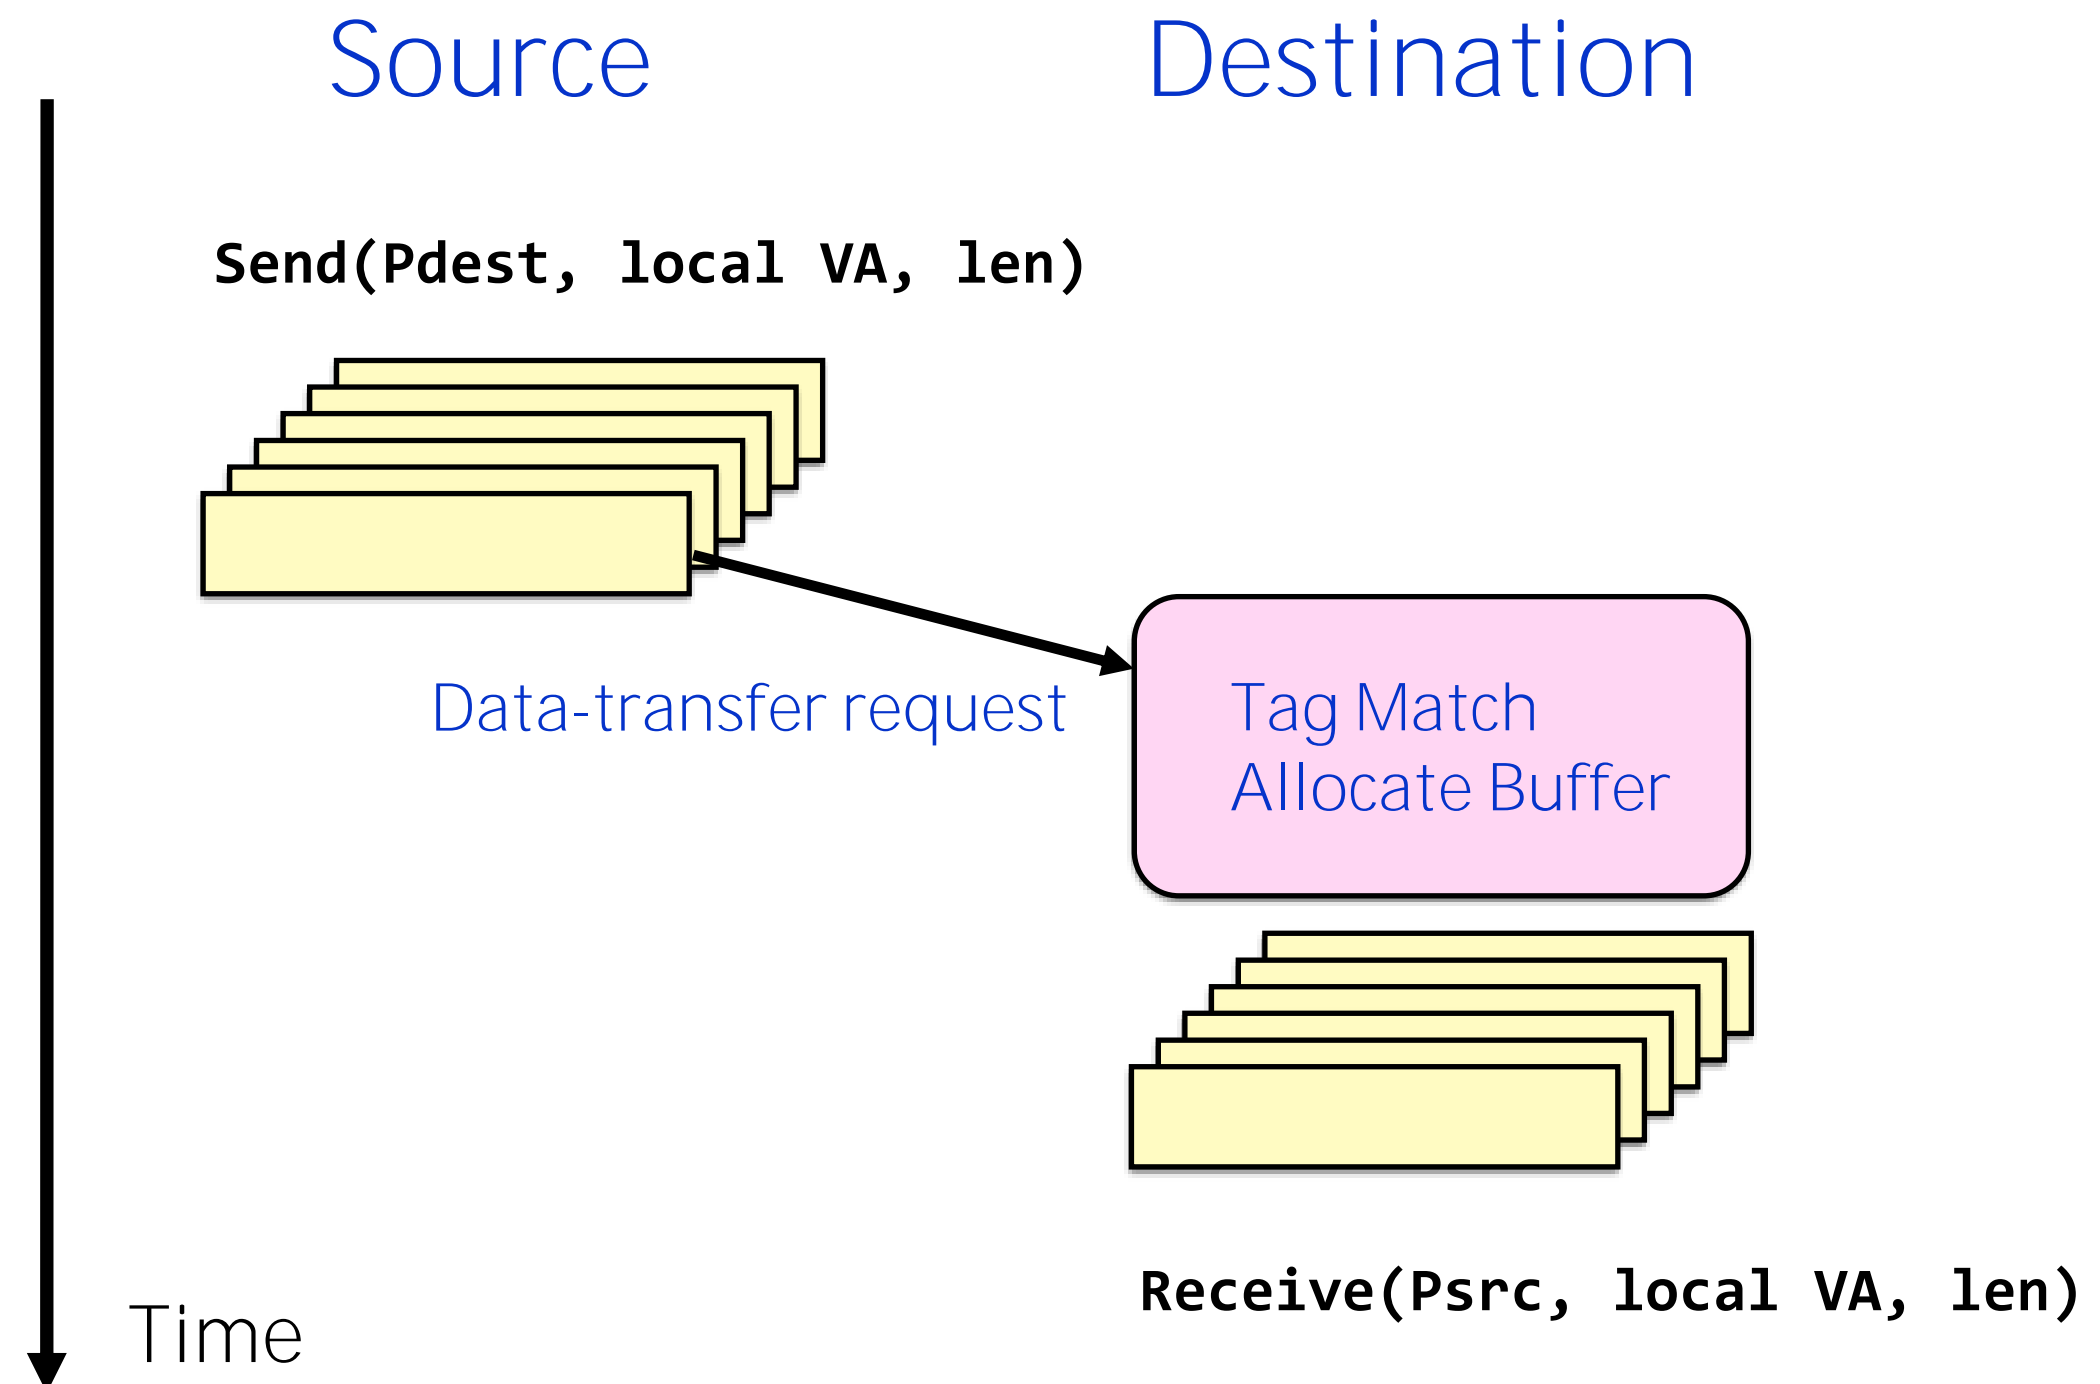 Source
Destination
Send(Pdest, local VA, len)
Data-transfer request
Tag Match
Allocate Buffer
Receive(Psrc, local VA, len)
Time